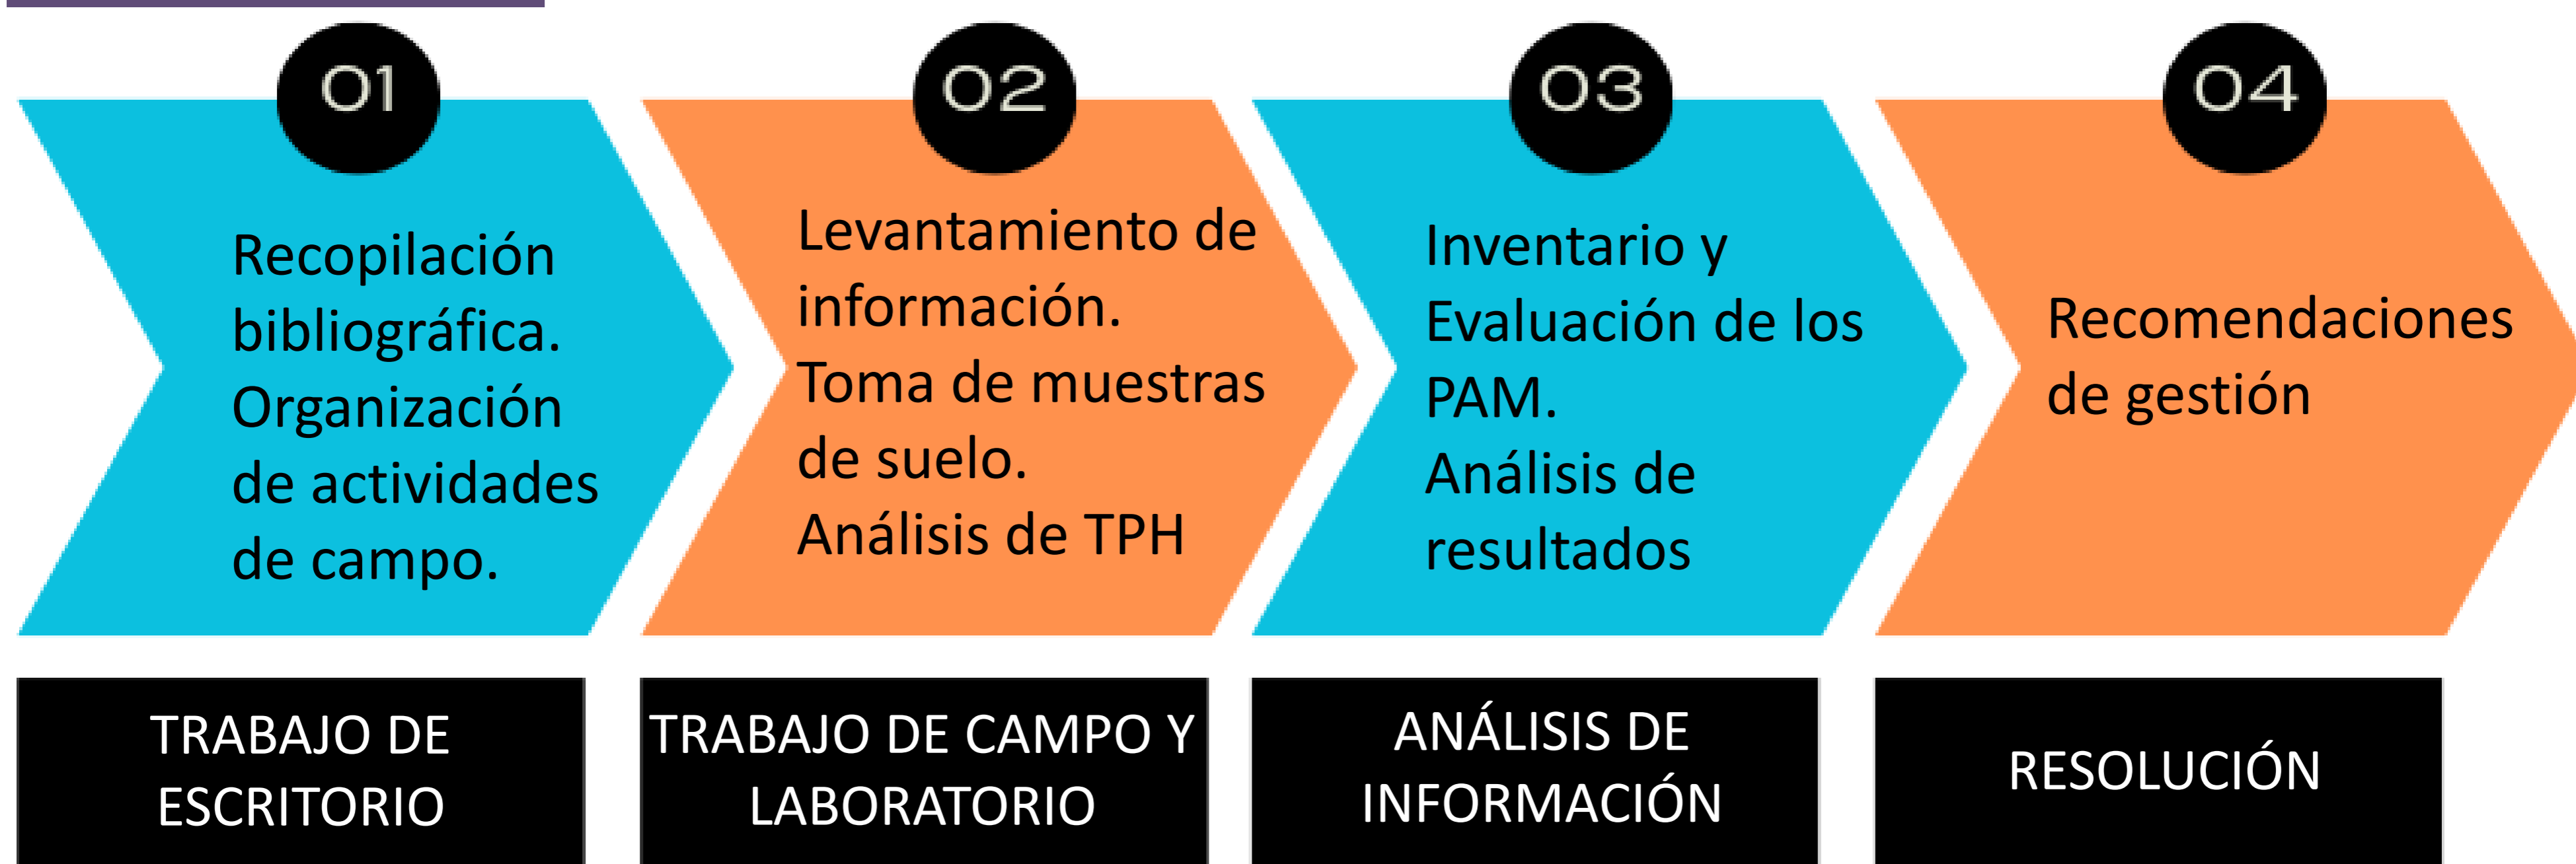 01
Recopilación
bibliográfica.
Organización
de actividades
de campo.
TRABAJO DE
ESCRITORIO
02
Levantamiento de
información.
Toma de muestras
de suelo.
Análisis de TPH
TRABAJO DE CAMPO Y
LABORATORIO
03
Inventario y
Evaluación de los
PAM.
Análisis de
resultados
ANÁLISIS DE
INFORMACIÓN
04
Recomendaciones
de gestión
RESOLUCIÓN